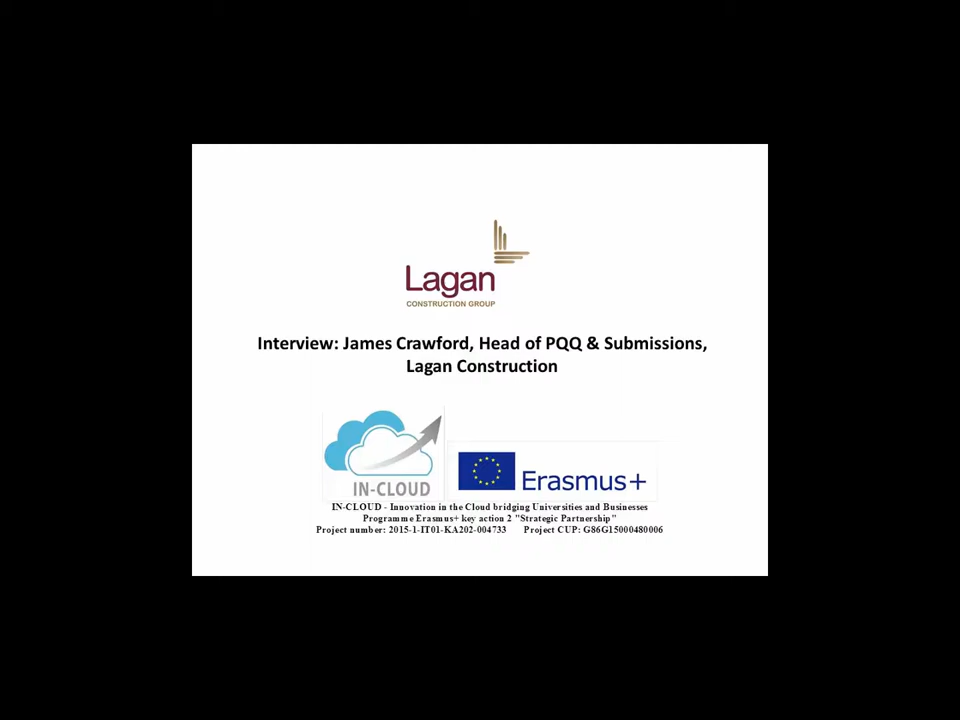 Lagan
CONSTRUCTION GROUP
Interview: James Crawford, Head of PQQ & Submissions,
Lagan Construction
IN-CLOUD
Erasmus+
IN-CLOUD - Innovation in the Cloud bridging Universities and Businesses
Programme Erasmus+ key action 2 "Strategic Partnership"
Project number: 2015-1-IT01-KA202-004733 Project CUP: G86G15000480006